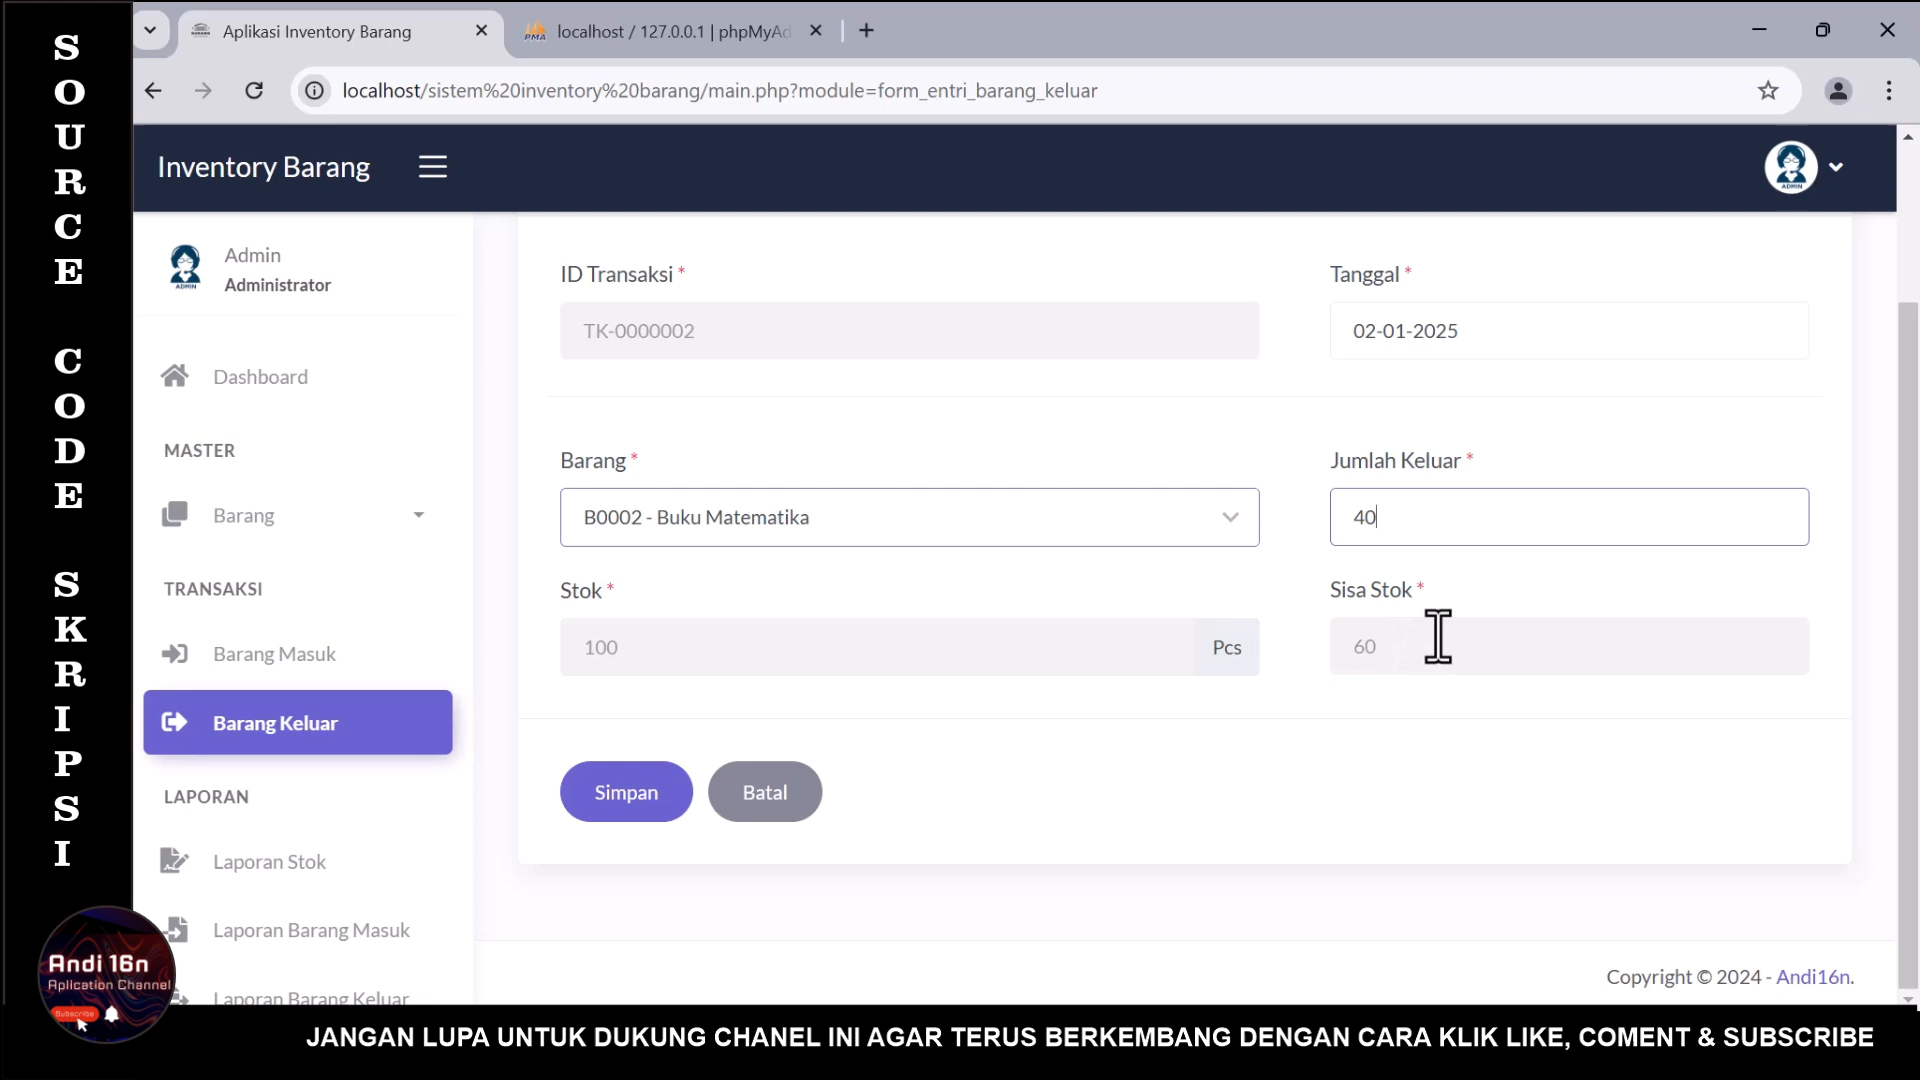 SOURCE CODE SKRIPSI
Aplikasi Inventory Barang
localhost / 127.0.0.1 | phpMyAd
localhost/sistem%20inventory%20barang/main.php?module=form_entri_barang_keluar
Inventory Barang
ADMIN
ADMIN
Admin
Administrator
Dashboard
MASTER
Barang
TRANSAKSI
Barang Masuk
Barang Keluar
LAPORAN
Laporan Stok
Laporan Barang Masuk
Laporan Barang Keluar
ID Transaksi *
TK-0000002
Tanggal *
02-01-2025
Barang *
B0002 - Buku Matematika
Jumlah Keluar *
40
Stok *
100
Pcs
Sisa Stok *
60
Simpan
Batal
Copyright © 2024 - Andi16n.
Andi 16n
Aplication Channel
Subscribe
JANGAN LUPA UNTUK DUKUNG CHANEL INI AGAR TERUS BERKEMBANG DENGAN CARA KLIK LIKE, COMENT & SUBSCRIBE